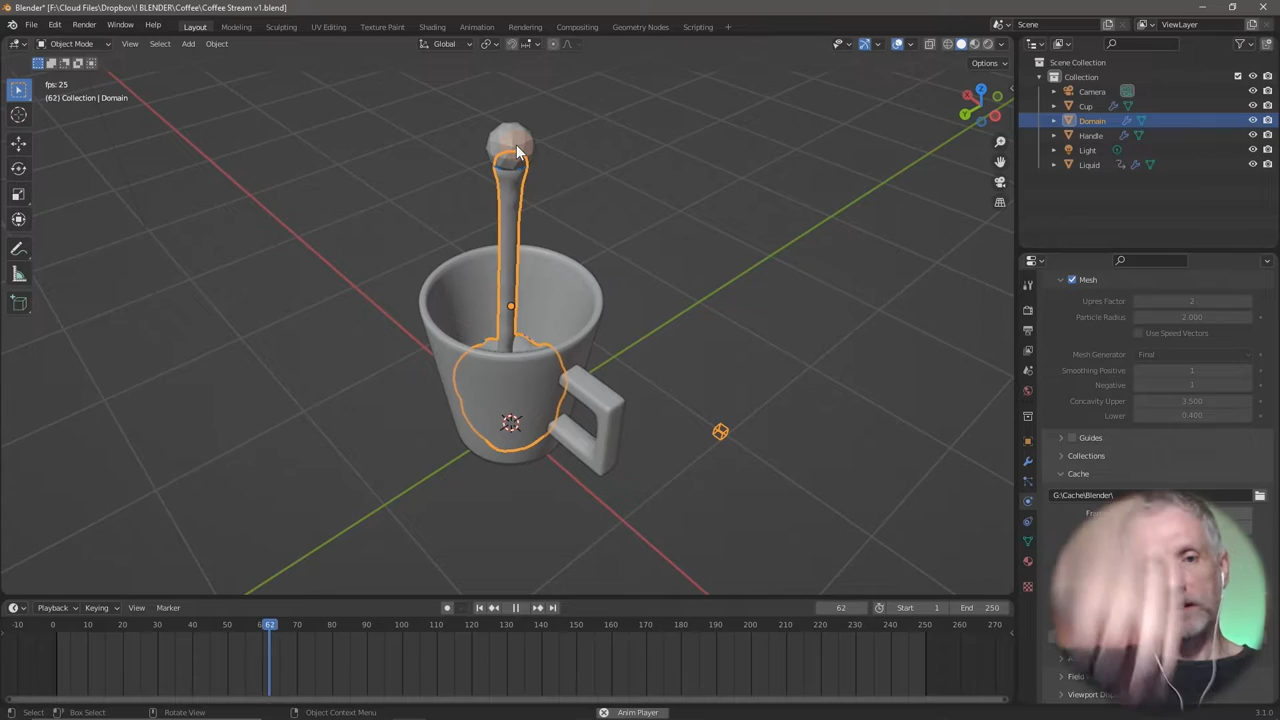 Blender* [F:\Cloud Files\Dropbox\! BLENDER\Coffee\Coffee Stream v1.blend]
File Edit Render Window Help Layout Modeling Sculpting UV Editing Texture Paint Shading Animation Rendering Compositing Geometry Nodes Scripting + Scene ViewLayer
Object Mode View Select Add Object Global
Options
fps: 25
(62) Collection | Domain
Scene Collection
Collection
Camera
Cup
Domain
Handle
Light
Liquid
Mesh
Upres Factor 2
Particle Radius 2.000
Use Speed Vectors
Mesh Generator Final
Smoothing Positive 1
Negative 1
Concavity Upper 3.500
Lower 0.400
Guides
Collections
Cache
G:\Cache\Blender\
Viewport
Playback Keying View Marker 62 Start 1 End 250
-10 0 10 20 30 40 50 62 70 80 90 100 110 120 130 140 150 160 170 180 190 200 210 220 230 240 250 260 270
Select Box Select Rotate View Object Context Menu Anim Player 3.1.0
X
Y
Z